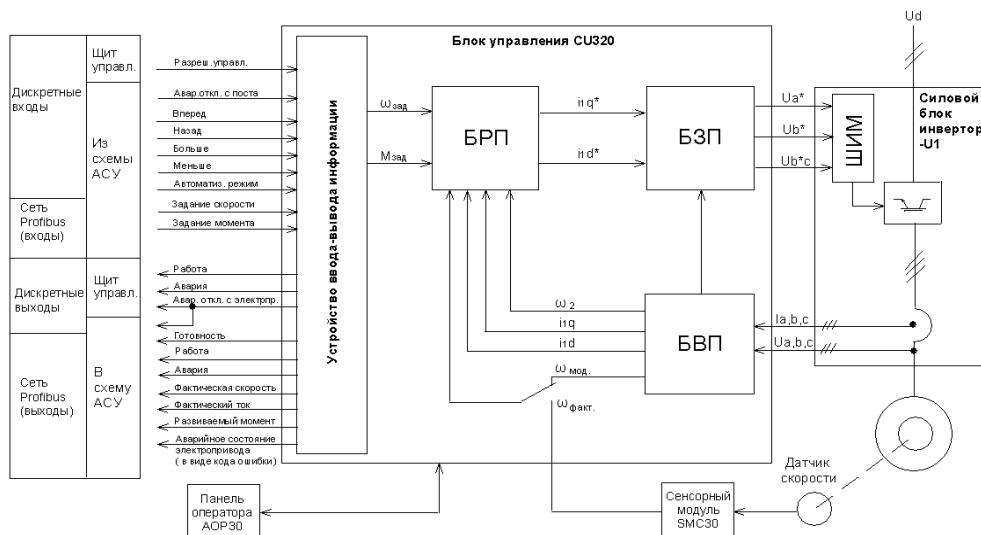 Ud
Блок управления CU320
Щит
управл.
Дискретные
входы
Из
схемы
АСУ
Сеть
Profibus
(входы)
Разреш.управл.
Авар.откл. с поста
Вперед
Назад
Больше
Меньше
Автоматиз. режим
Задание скорости
Задание момента
Устройство ввода-вывода информации
ωзад
Mзад
БРП
i1q*
i1d*
БЗП
Ua*
Ub*
Ub*c
ШИМ
Силовой
блок
инвертор
-U1
Дискретные
выходы
Щит
управл.
Сеть
Profibus
(выходы)
В
схему
АСУ
Работа
Авария
Авар. откл. с электрпр.
Готовность
Работа
Авария
Фактическая скорость
Фактический ток
Развиваемый момент
Аварийное состояние
электропривода
( в виде кода ошибки)
ω2
i1q
i1d
ωмод.
ωфакт.
БВП
Ia,b,c
Ua,b,c
Панель
оператора
AOP30
Сенсорный
модуль
SMC30
Датчик
скорости